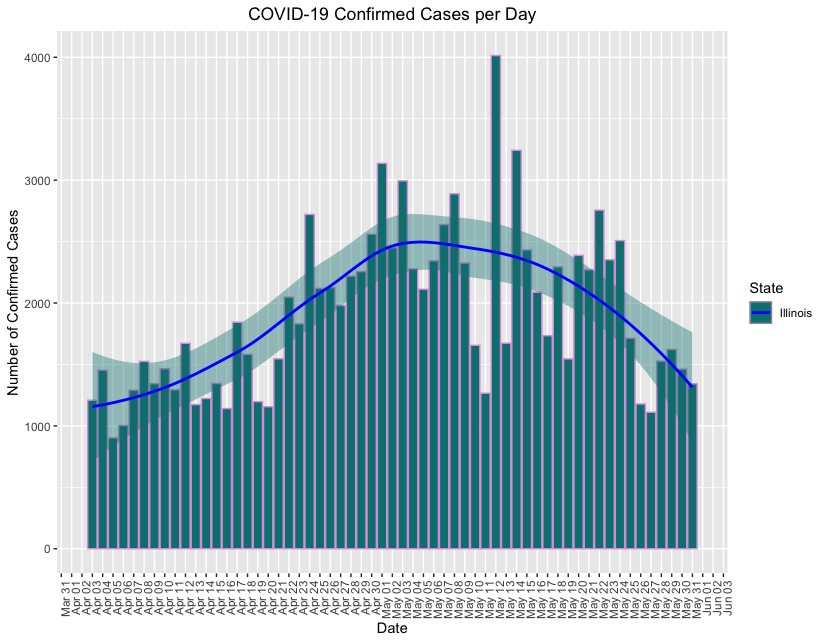 COVID-19 Confirmed Cases per Day
Number of Confirmed Cases
4000
3000
2000
1000
0
Mar 31
Apr 01
Apr 02
Apr 03
Apr 04
Apr 05
Apr 06
Apr 07
Apr 08
Apr 09
Apr 10
Apr 11
Apr 12
Apr 13
Apr 14
Apr 15
Apr 16
Apr 17
Apr 18
Apr 19
Apr 20
Apr 21
Apr 22
Apr 23
Apr 24
Apr 25
Apr 26
Apr 27
Apr 28
Apr 29
Apr 30
May 01
May 02
May 03
May 04
May 05
May 06
May 07
May 08
May 09
May 10
May 11
May 12
May 13
May 14
May 15
May 16
May 17
May 18
May 19
May 20
May 21
May 22
May 23
May 24
May 25
May 26
May 27
May 28
May 29
May 30
May 31
Jun 01
Jun 02
Jun 03
Date
State
Illinois